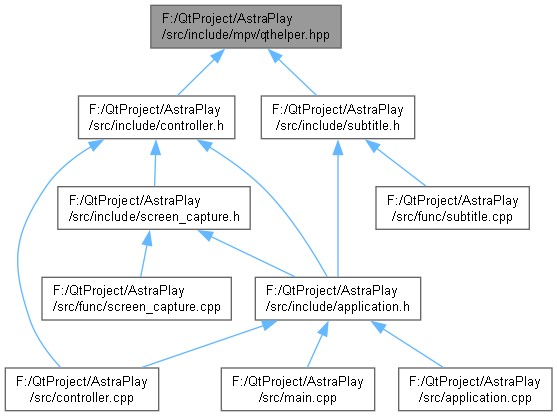 F:/QtProject/AstraPlay
/src/include/mpv/qthelper.hpp
F:/QtProject/AstraPlay
/src/include/controller.h
F:/QtProject/AstraPlay
/src/include/subtitle.h
F:/QtProject/AstraPlay
/src/include/screen_capture.h
F:/QtProject/AstraPlay
/src/func/subtitle.cpp
F:/QtProject/AstraPlay
/src/func/screen_capture.cpp
F:/QtProject/AstraPlay
/src/include/application.h
F:/QtProject/AstraPlay
/src/controller.cpp
F:/QtProject/AstraPlay
/src/main.cpp
F:/QtProject/AstraPlay
/src/application.cpp